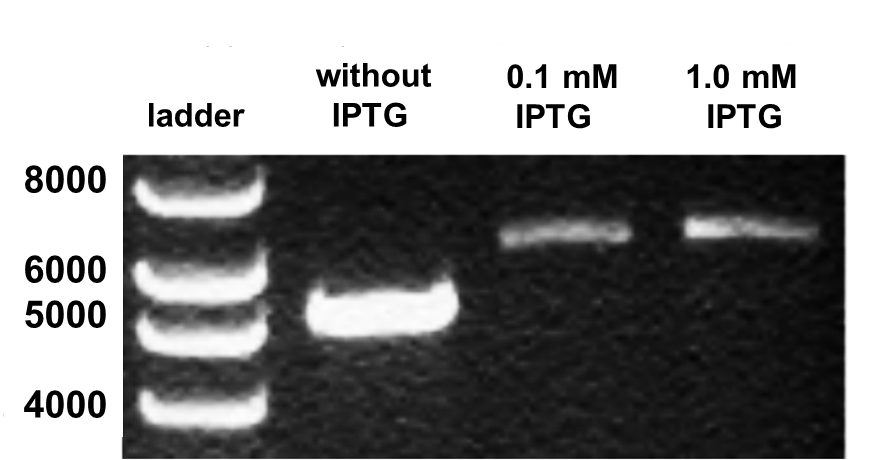 without 0.1 mM 1.0 mM
ladder IPTG IPTG IPTG
8000
6000
5000
4000